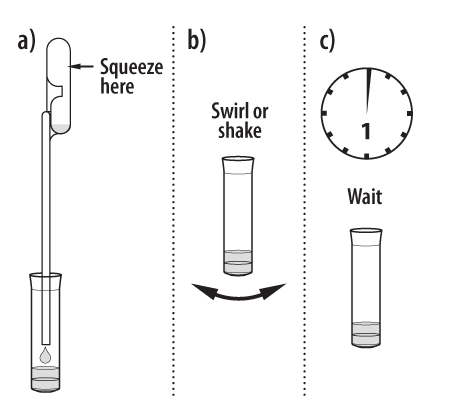 a)
Squeeze
here
b)
Swirl or
shake
c)
1
Wait